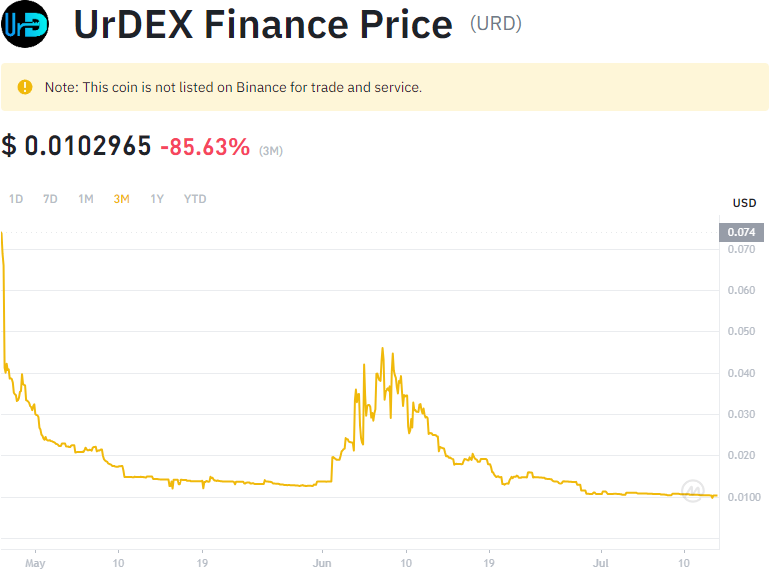 UrD
UrDEX Finance Price (URD)
Note: This coin is not listed on Binance for trade and service.
$ 0.0102965 -85.63% (3M)
1D 7D 1M 3M 1Y YTD
USD
0.074
0.070
0.060
0.050
0.040
0.030
0.020
0.0100
May 10 19 Jun 10 19 Jul 10